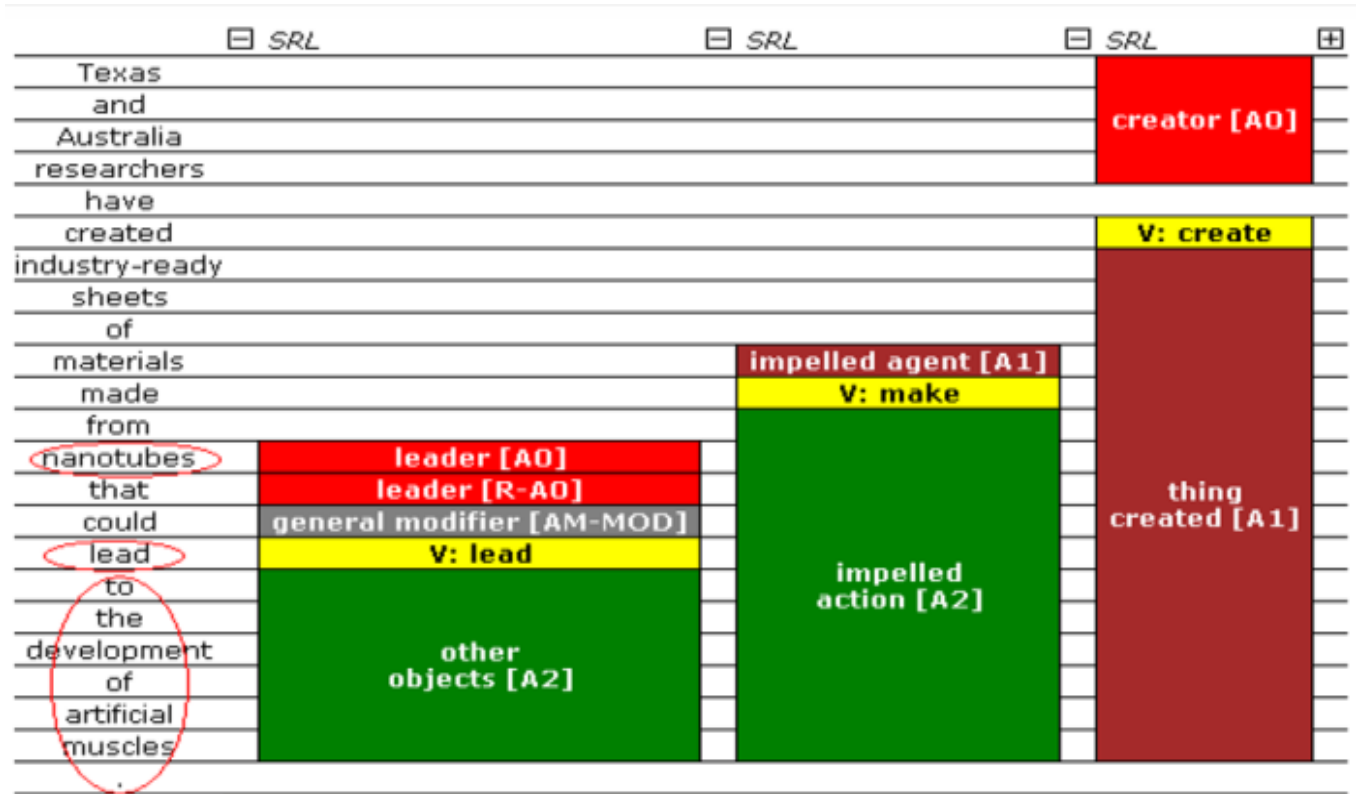 SRL SRL SRL
Texas
and
creator [A0]
Australia
researchers
have
created V: create
industry-ready
sheets
of
materials impelled agent [A1]
made V: make
from
nanotubes leader [A0]
that leader [R-A0] thing
could general modifier [AM-MOD] created [A1]
lead V: lead
to impelled
the action [A2]
development other
of objects [A2]
artificial
muscles
.